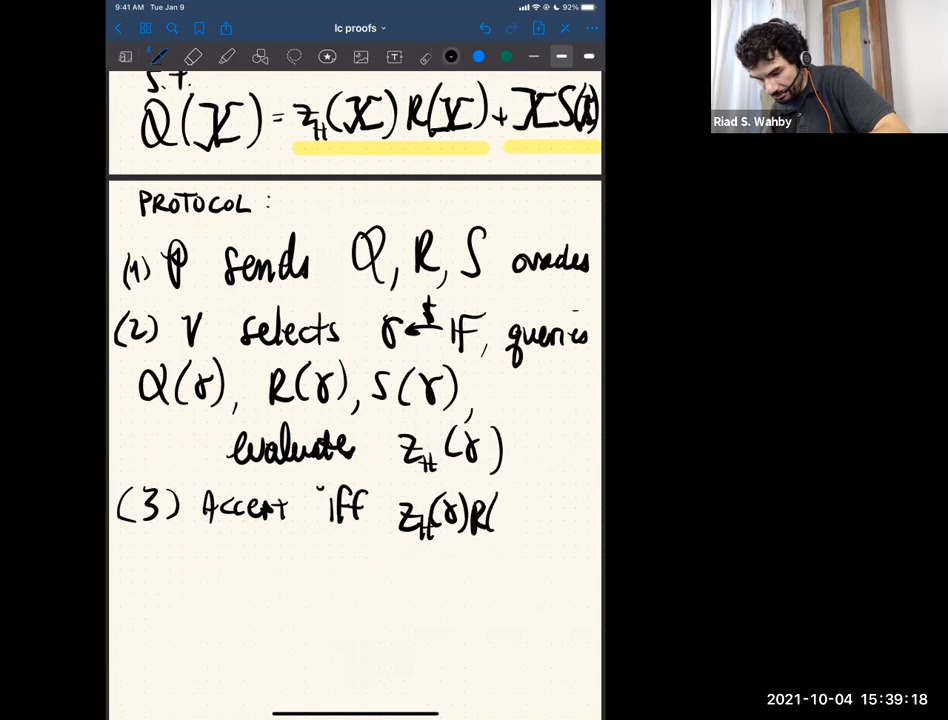 9:41 AM Tue Jan 9
92%
lc proofs
s.t.
Q(X) = z_H(X) R(X) + X S(X)
PROTOCOL:
(1) P sends Q, R, S oracles
(2) V selects γ ←$ 𝔽, queries
Q(γ), R(γ), S(γ),
evaluate z_H(γ)
(3) Accept iff z_H(γ)R(
Riad S. Wahby
2021-10-04 15:39:18